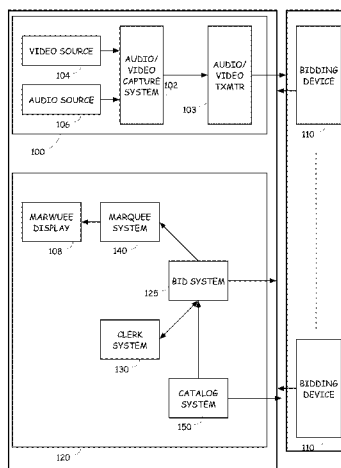 VIDEO SOURCE
104
AUDIO SOURCE
106
100
AUDIO/
VIDEO
CAPTURE
SYSTEM
102
AUDIO/
VIDEO
TXMTR
103
BIDDING
DEVICE
110
MARWUEE
DISPLAY
108
MARQUEE
SYSTEM
140
BID SYSTEM
125
CLERK
SYSTEM
130
CATALOG
SYSTEM
150
120
BIDDING
DEVICE
110